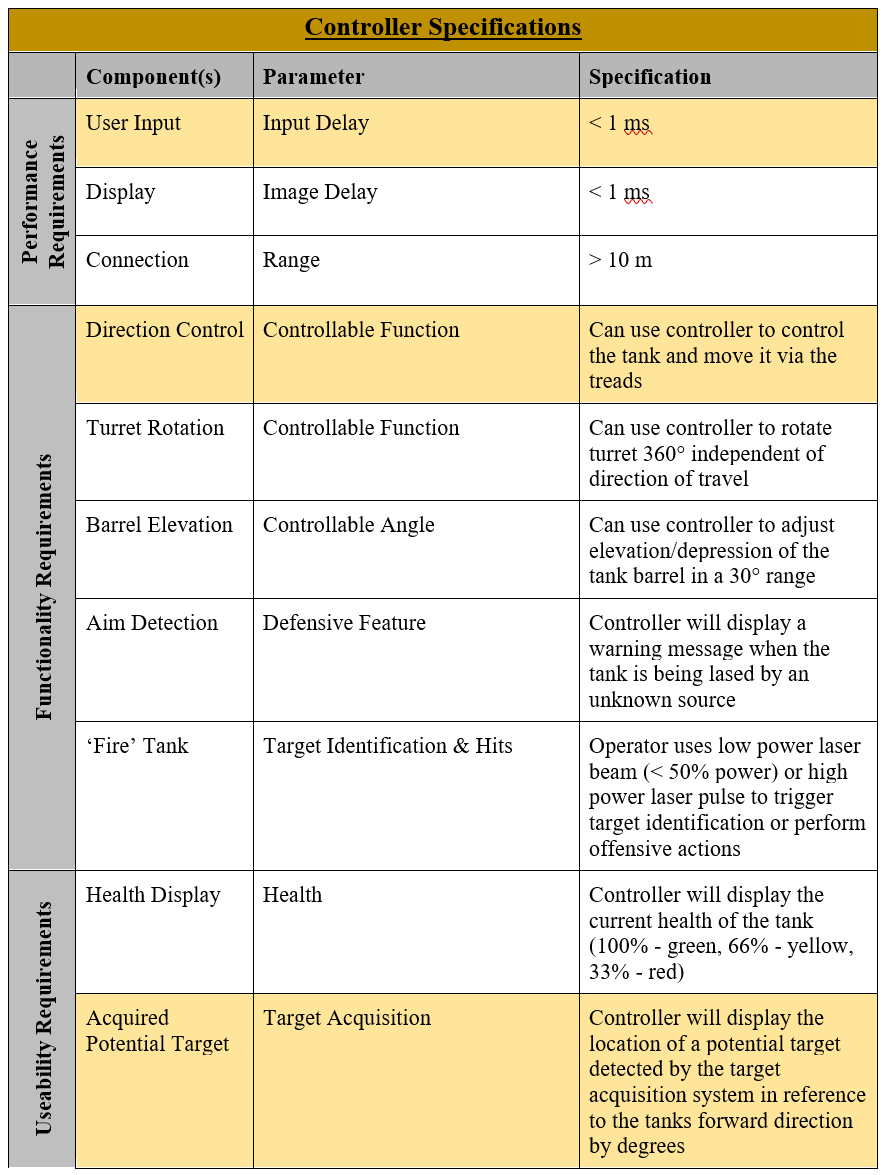 Controller Specifications
Component(s) Parameter Specification
Performance
Requirements
User Input Input Delay < 1 ms
Display Image Delay < 1 ms
Connection Range > 10 m
Functionality Requirements
Direction Control Controllable Function Can use controller to control
the tank and move it via the
treads
Turret Rotation Controllable Function Can use controller to rotate
turret 360° independent of
direction of travel
Barrel Elevation Controllable Angle Can use controller to adjust
elevation/depression of the
tank barrel in a 30° range
Aim Detection Defensive Feature Controller will display a
warning message when the
tank is being lased by an
unknown source
‘Fire’ Tank Target Identification & Hits Operator uses low power laser
beam (< 50% power) or high
power laser pulse to trigger
target identification or perform
offensive actions
Useability Requirements
Health Display Health Controller will display the
current health of the tank
(100% - green, 66% - yellow,
33% - red)
Acquired Target Acquisition Controller will display the
Potential Target location of a potential target
detected by the target
acquisition system in reference
to the tanks forward direction
by degrees